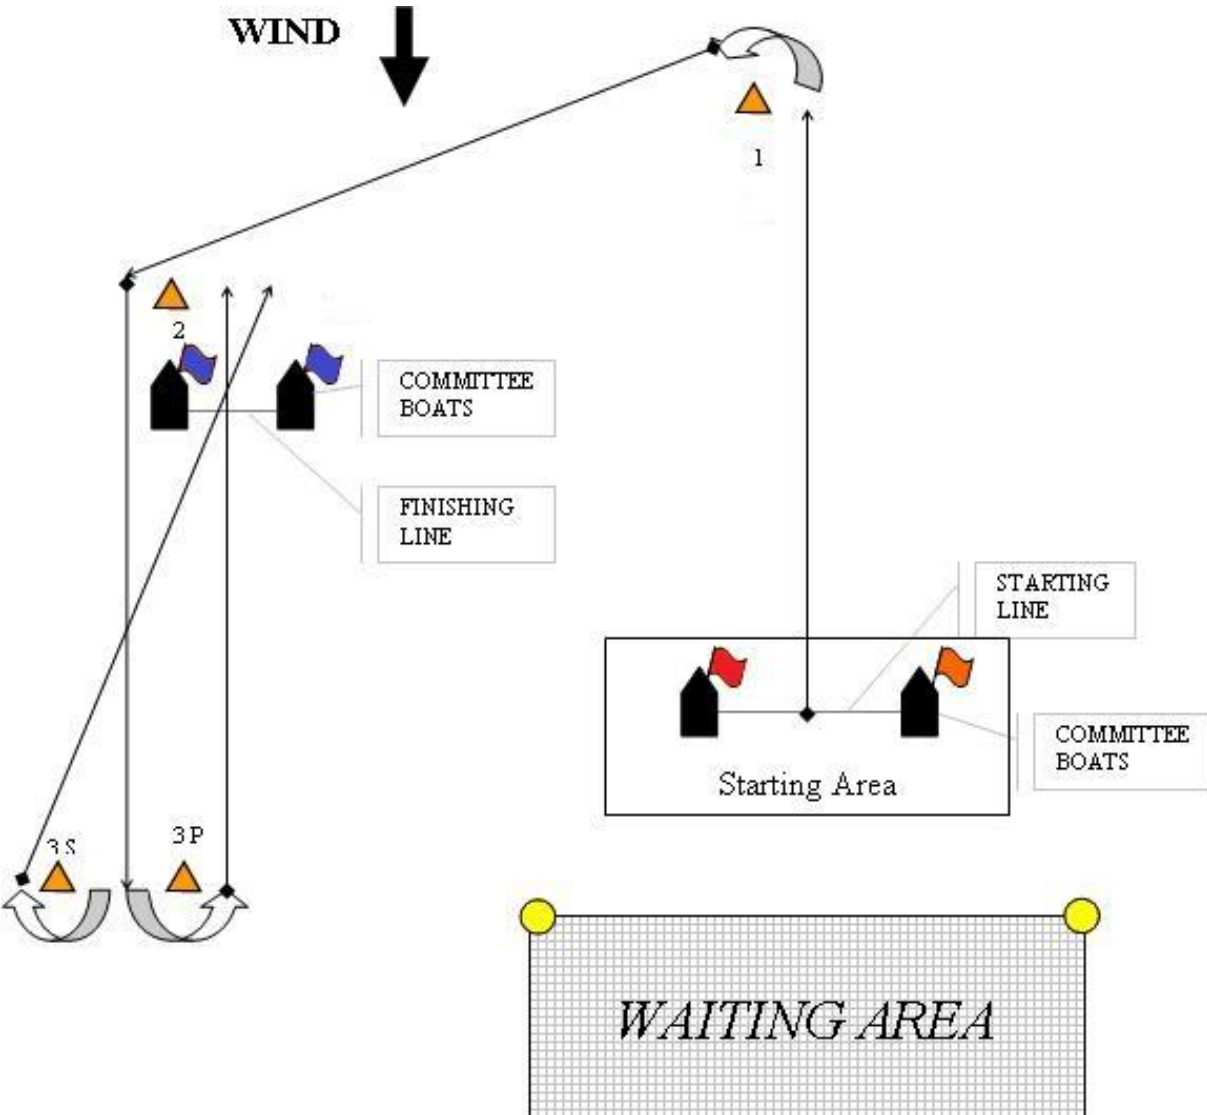 WIND
1
2
COMMITTEE
BOATS
FINISHING
LINE
STARTING
LINE
COMMITTEE
BOATS
Starting Area
3S
3P
WAITING AREA